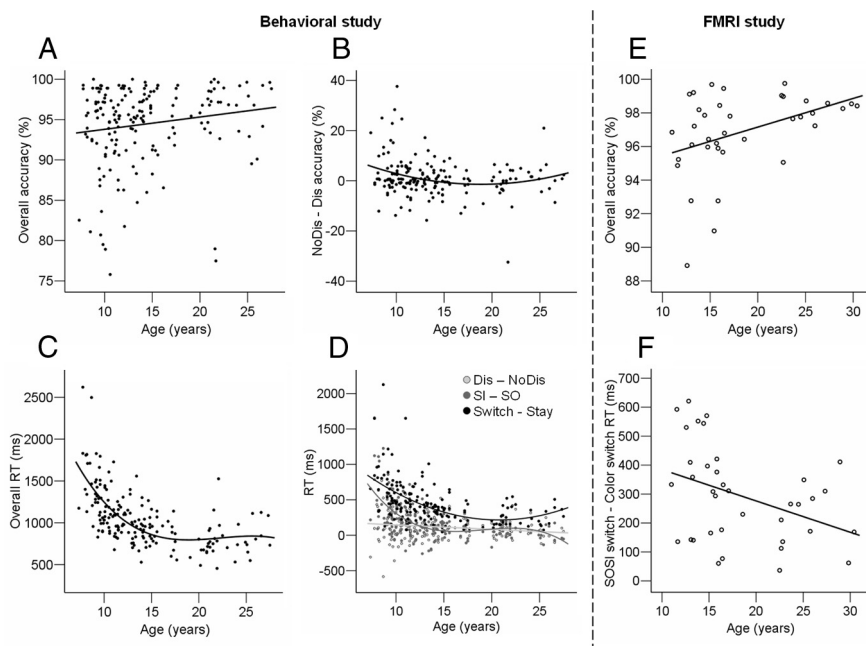 Behavioral study
FMRI study
A
B
E
100
95
90
85
80
75
Overall accuracy (%)
10 15 20 25
Age (years)
40
20
0
-20
-40
NoDis - Dis accuracy (%)
10 15 20 25
Age (years)
100
98
96
94
92
90
88
Overall accuracy (%)
10 15 20 25 30
Age (years)
C
D
F
2500
2000
1500
1000
500
Overall RT (ms)
10 15 20 25
Age (years)
2000
1500
1000
500
0
-500
RT (ms)
Dis – NoDis
SI – SO
Switch - Stay
10 15 20 25
Age (years)
700
600
500
400
300
200
100
0
SOSI switch - Color switch RT (ms)
10 15 20 25 30
Age (years)